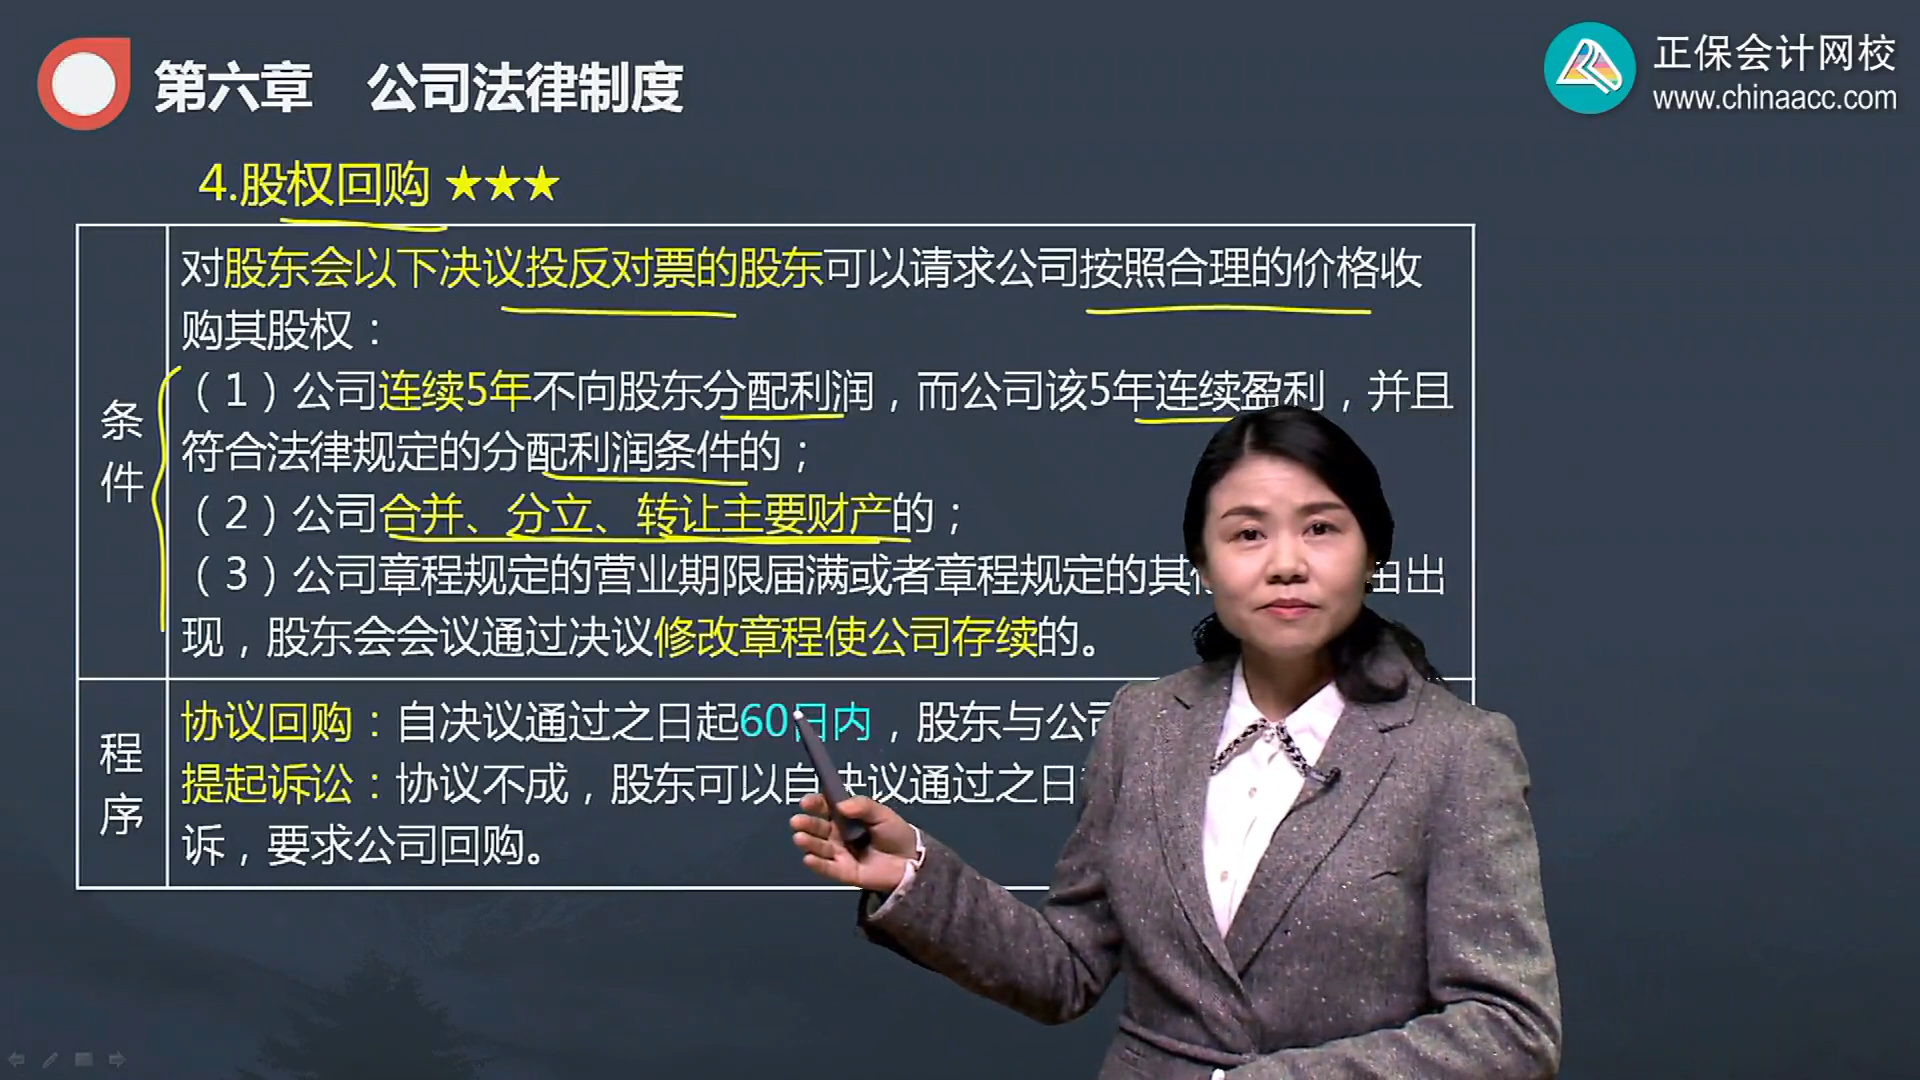 第六章 公司法律制度
正保会计网校
www.chinaacc.com
4.股权回购 ★★★
条件
对股东会以下决议投反对票的股东可以请求公司按照合理的价格收
购其股权：
（1）公司连续5年不向股东分配利润，而公司该5年连续盈利，并且
符合法律规定的分配利润条件的；
（2）公司合并、分立、转让主要财产的；
（3）公司章程规定的营业期限届满或者章程规定的其 出
现，股东会会议通过决议修改章程使公司存续的。
程序
协议回购：自决议通过之日起60日内，股东与公
提起诉讼：协议不成，股东可以自决议通过之日
诉，要求公司回购。